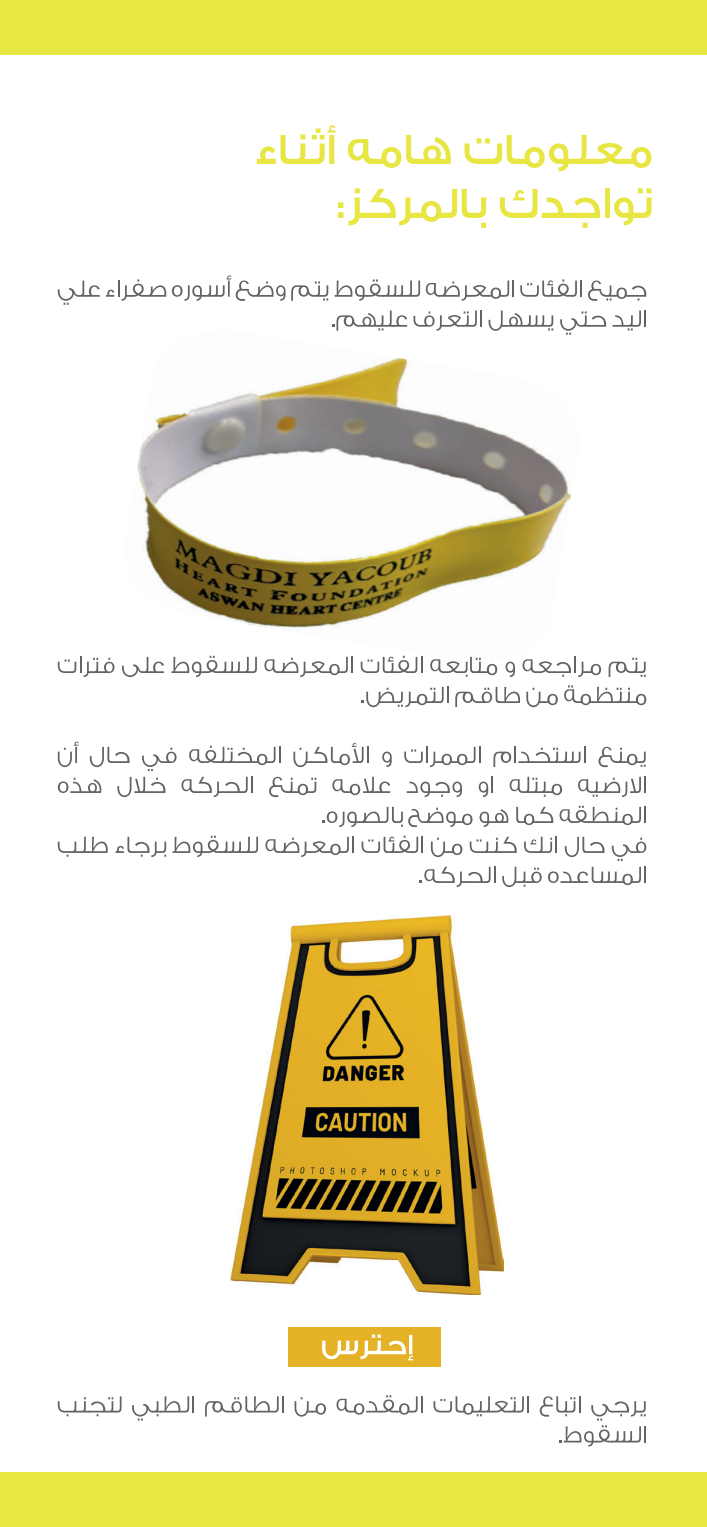 معلومات هامه أثناء
تواجدك بالمركز:
جميع الفئات المعرضه للسقوط يتم وضع أسوره صفراء علي
اليد حتي يسهل التعرف عليهم.
MAGDI YACOUB
HEART FOUNDATION
ASWAN HEART CENTRE
يتم مراجعه و متابعه الفئات المعرضه للسقوط على فترات
منتظمة من طاقم التمريض.
يمنع استخدام الممرات و الأماكن المختلفه في حال أن
الارضيه مبتله او وجود علامه تمنع الحركه خلال هذه
المنطقه كما هو موضح بالصوره.
في حال انك كنت من الفئات المعرضه للسقوط برجاء طلب
المساعده قبل الحركه.
DANGER
CAUTION
PHOTOSHOP MOCKUP
إحترس
يرجي اتباع التعليمات المقدمه من الطاقم الطبي لتجنب
السقوط.